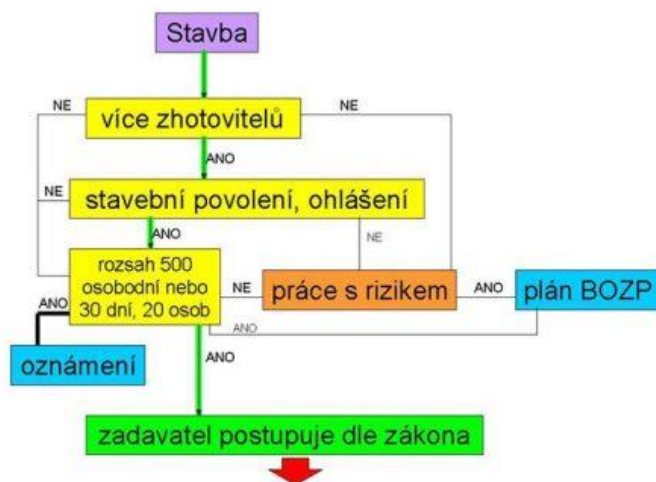 Stavba
NE
NE
více zhotovitelů
ANO
NE
stavební povolení, ohlášení
ANO
NE
rozsah 500
osobodní nebo
30 dní, 20 osob
NE
práce s rizikem
ANO
plán BOZP
ANO
ANO
oznámení
ANO
zadavatel postupuje dle zákona